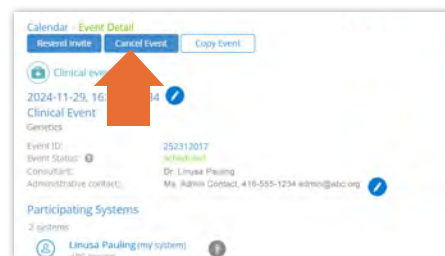 Calendar - Event Detail
Resend Invite Cancel Event Copy Event
Clinical eve
2024-11-29, 16: 34
Clinical Event
Genetics
Event ID: 252312017
Event Status: scheduled
Consultant: Dr. Linusa Pauling
Administrative contact: Ms. Admin Contact, 416-555-1234 admin@abc.org
Participating Systems
2 systems
Linusa Pauling (my system)